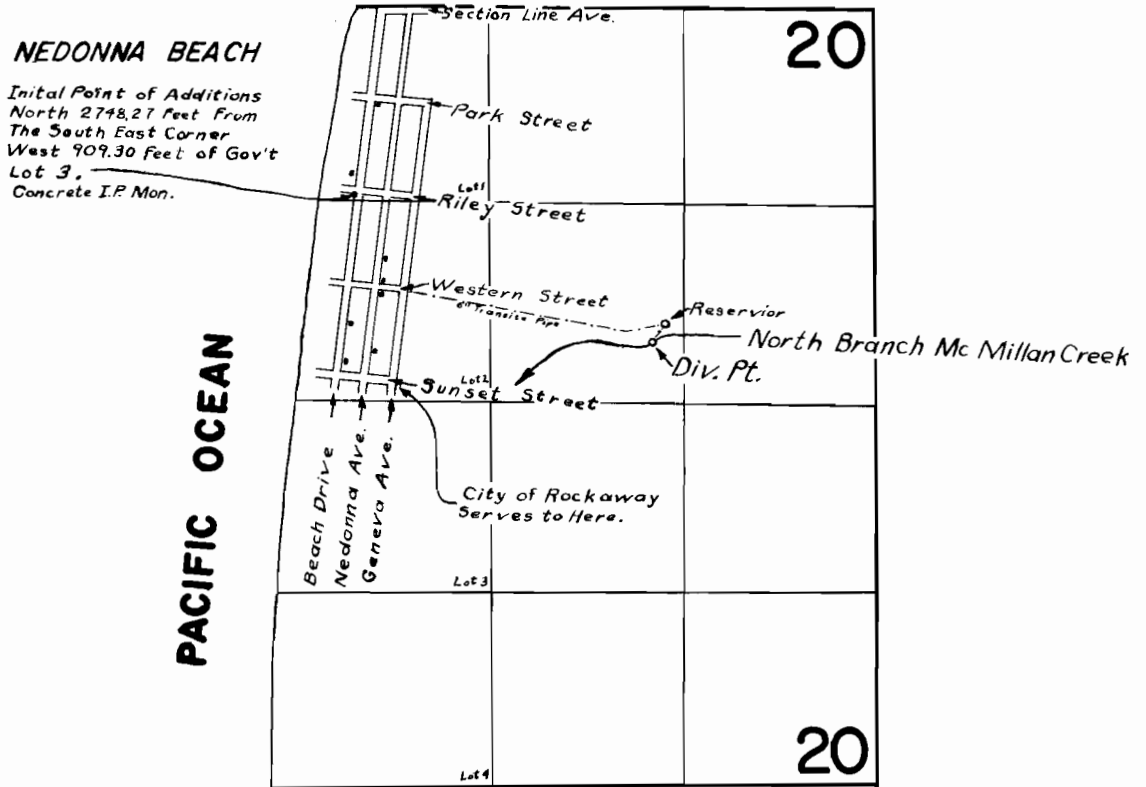 Section Line Ave.
20
NEDONNA BEACH
Inital Point of Additions
North 2748,27 feet From
The South East Corner
West 909.30 feet of Gov't
Lot 3.
Concrete I.P. Mon.
Park Street
Lot 1
Riley Street
Western Street
6" Transite Pipe
Reservior
North Branch Mc Millan Creek
Div. Pt.
Lot 2
Sunset Street
PACIFIC OCEAN
Beach Drive
Nedonna Ave.
Geneva Ave.
City of Rockaway
Serves to Here.
Lot 3
20
Lot 4